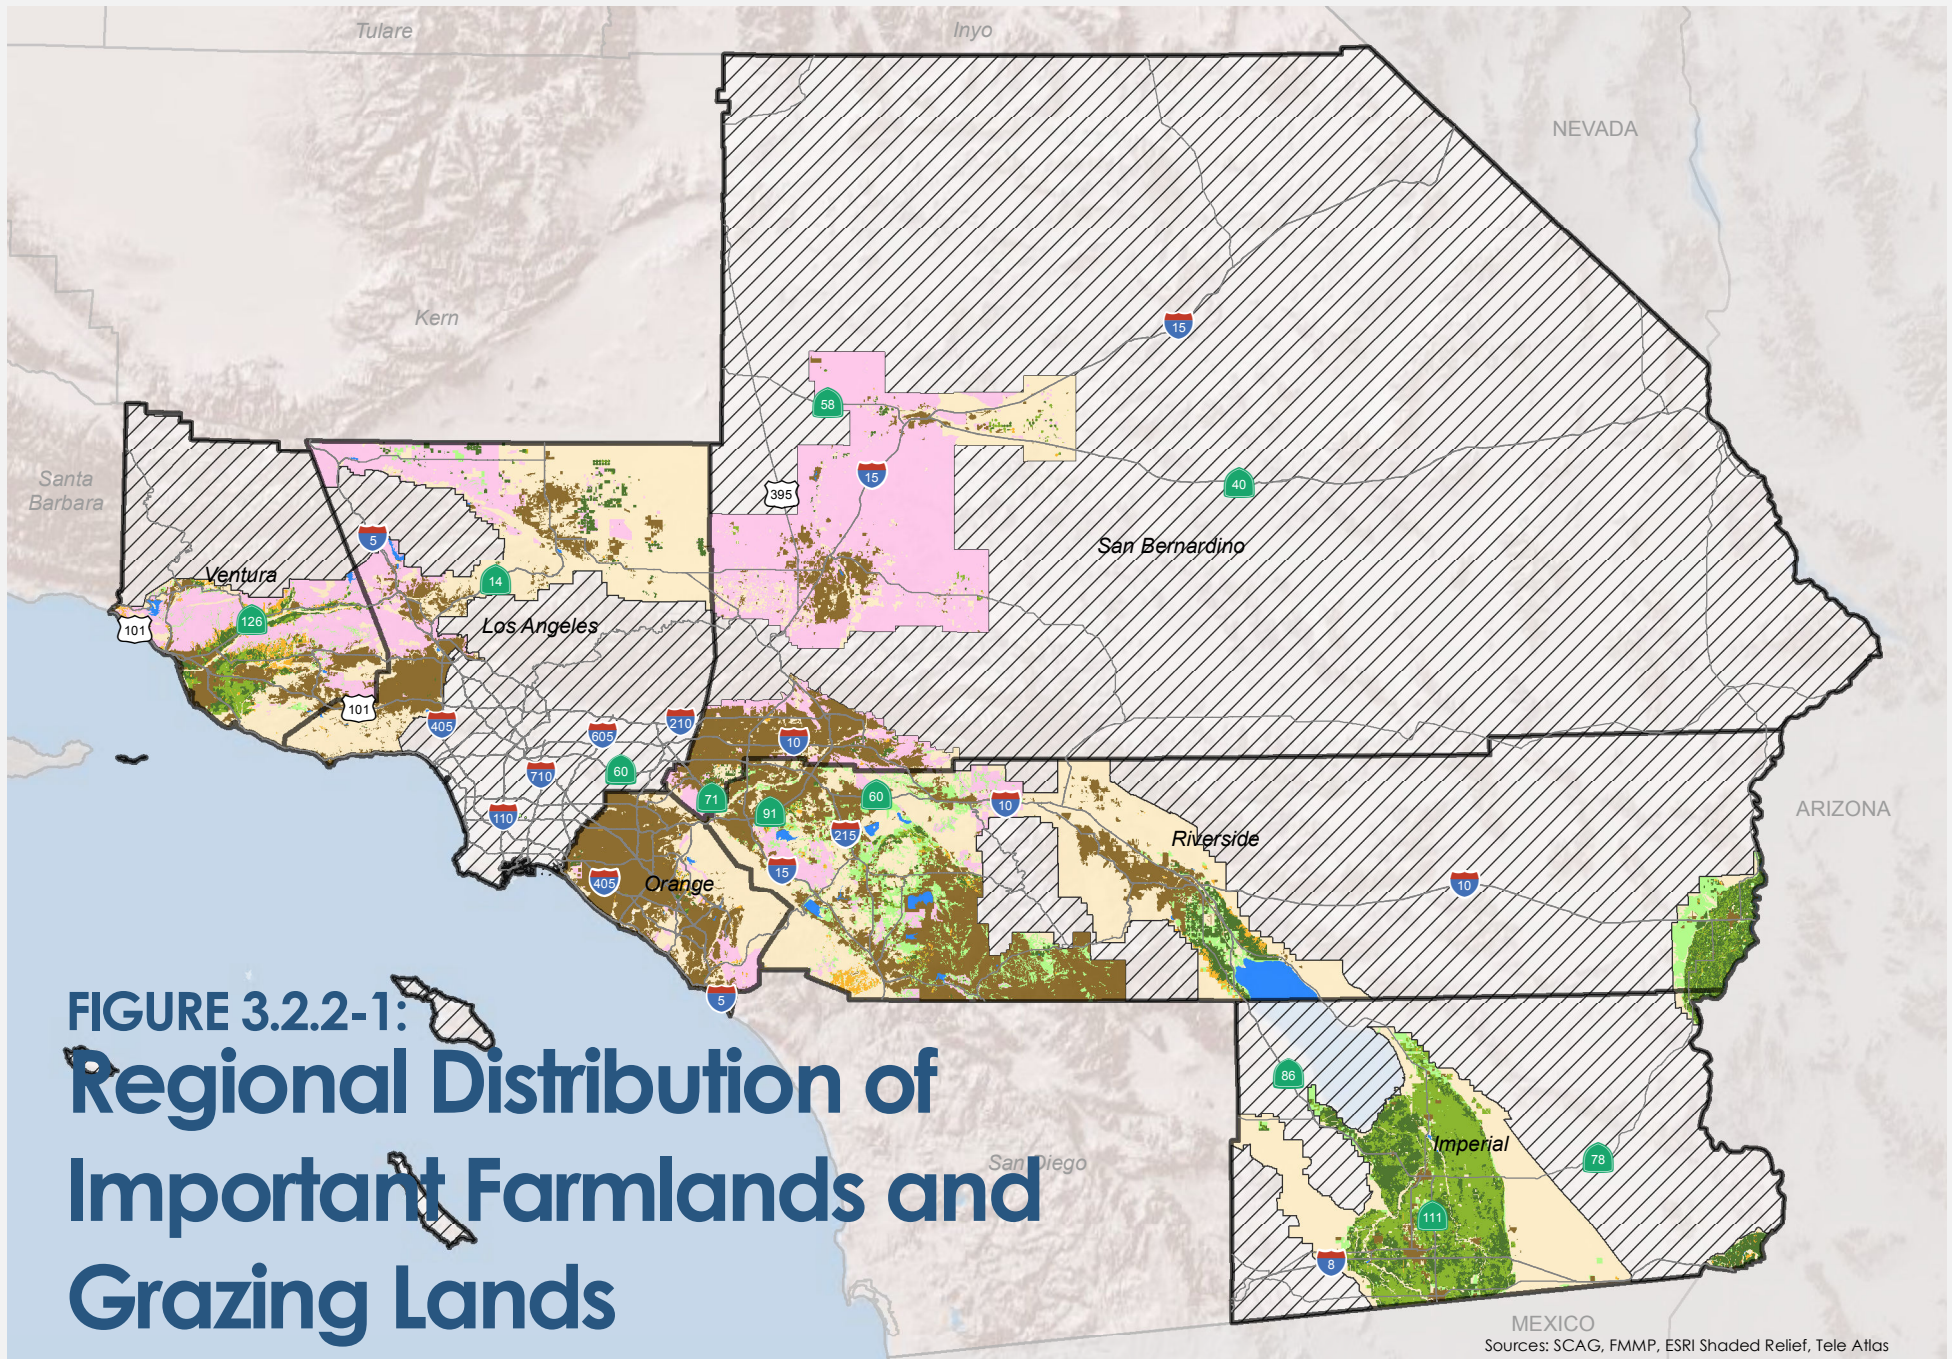 Tulare
Inyo
NEVADA
Kern
15
58
Santa
Barbara
395
15
40
5
San Bernardino
Ventura
14
126
101
Los Angeles
101
405
605
210
10
710
60
71
60
10
ARIZONA
110
91
215
Riverside
15
405
Orange
10
5
FIGURE 3.2.2-1:
Regional Distribution of
Important Farmlands and
Grazing Lands
86
Imperial
78
San Diego
111
8
MEXICO
Sources: SCAG, FMMP, ESRI Shaded Relief, Tele Atlas